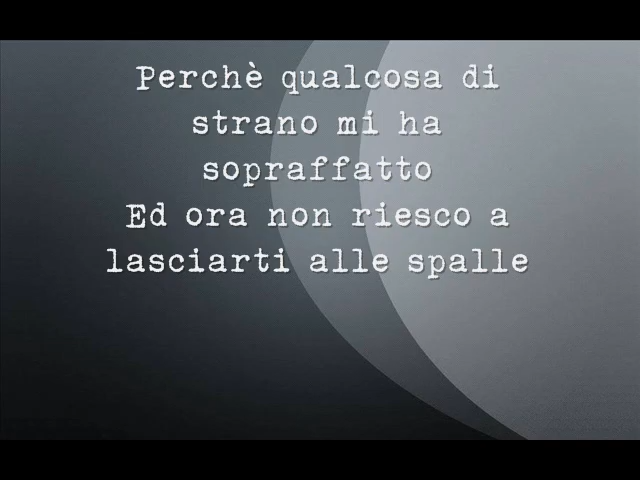 Perchè qualcosa di
strano mi ha
sopraffatto
Ed ora non riesco a
lasciarti alle spalle